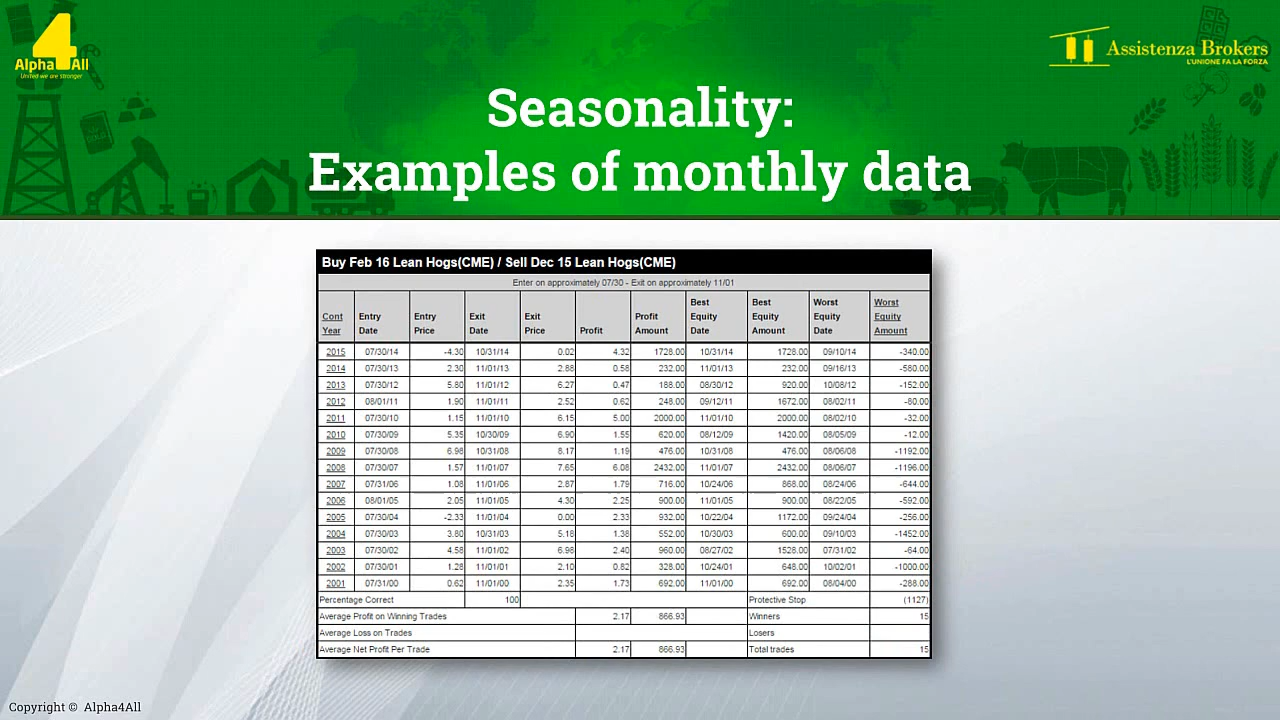 4
Alpha All
United we are stronger
Assistenza Brokers
L'UNIONE FA LA FORZA
Seasonality:
Examples of monthly data
Buy Feb 16 Lean Hogs(CME) / Sell Dec 15 Lean Hogs(CME)
Enter on approximately 07/30 - Exit on approximately 11/01
Cont Year Entry Date Entry Price Exit Date Exit Price Profit Profit Amount Best Equity Date Best Equity Amount Worst Equity Date Worst Equity Amount
2015 07/30/14 -4.30 10/31/14 0.02 4.32 1728.00 10/31/14 1728.00 09/10/14 -340.00
2014 07/30/13 2.30 11/01/13 2.88 0.58 232.00 11/01/13 232.00 09/16/13 -580.00
2013 07/30/12 5.80 11/01/12 6.27 0.47 188.00 08/30/12 920.00 10/08/12 -152.00
2012 08/01/11 1.90 11/01/11 2.52 0.62 248.00 09/12/11 1672.00 08/02/11 -80.00
2011 07/30/10 1.15 11/01/10 6.15 5.00 2000.00 11/01/10 2000.00 08/02/10 -32.00
2010 07/30/09 5.35 10/30/09 6.90 1.55 620.00 08/12/09 1420.00 08/05/09 -12.00
2009 07/30/08 6.98 10/31/08 8.17 1.19 476.00 10/31/08 476.00 08/06/08 -1192.00
2008 07/30/07 1.57 11/01/07 7.65 6.08 2432.00 11/01/07 2432.00 08/06/07 -1196.00
2007 07/31/06 1.08 11/01/06 2.87 1.79 716.00 10/24/06 868.00 08/24/06 -644.00
2006 08/01/05 2.05 11/01/05 4.30 2.25 900.00 11/01/05 900.00 08/22/05 -592.00
2005 07/30/04 -2.33 11/01/04 0.00 2.33 932.00 10/22/04 1172.00 09/24/04 -256.00
2004 07/30/03 3.80 10/31/03 5.18 1.38 552.00 10/30/03 600.00 09/10/03 -1452.00
2003 07/30/02 4.58 11/01/02 6.98 2.40 960.00 08/27/02 1528.00 07/31/02 -64.00
2002 07/30/01 1.28 11/01/01 2.10 0.82 328.00 10/24/01 648.00 10/02/01 -1000.00
2001 07/31/00 0.62 11/01/00 2.35 1.73 692.00 11/01/00 692.00 08/04/00 -288.00
Percentage Correct 100 Protective Stop (1127)
Average Profit on Winning Trades 2.17 866.93 Winners 15
Average Loss on Trades Losers
Average Net Profit Per Trade 2.17 866.93 Total trades 15
Copyright © Alpha4All